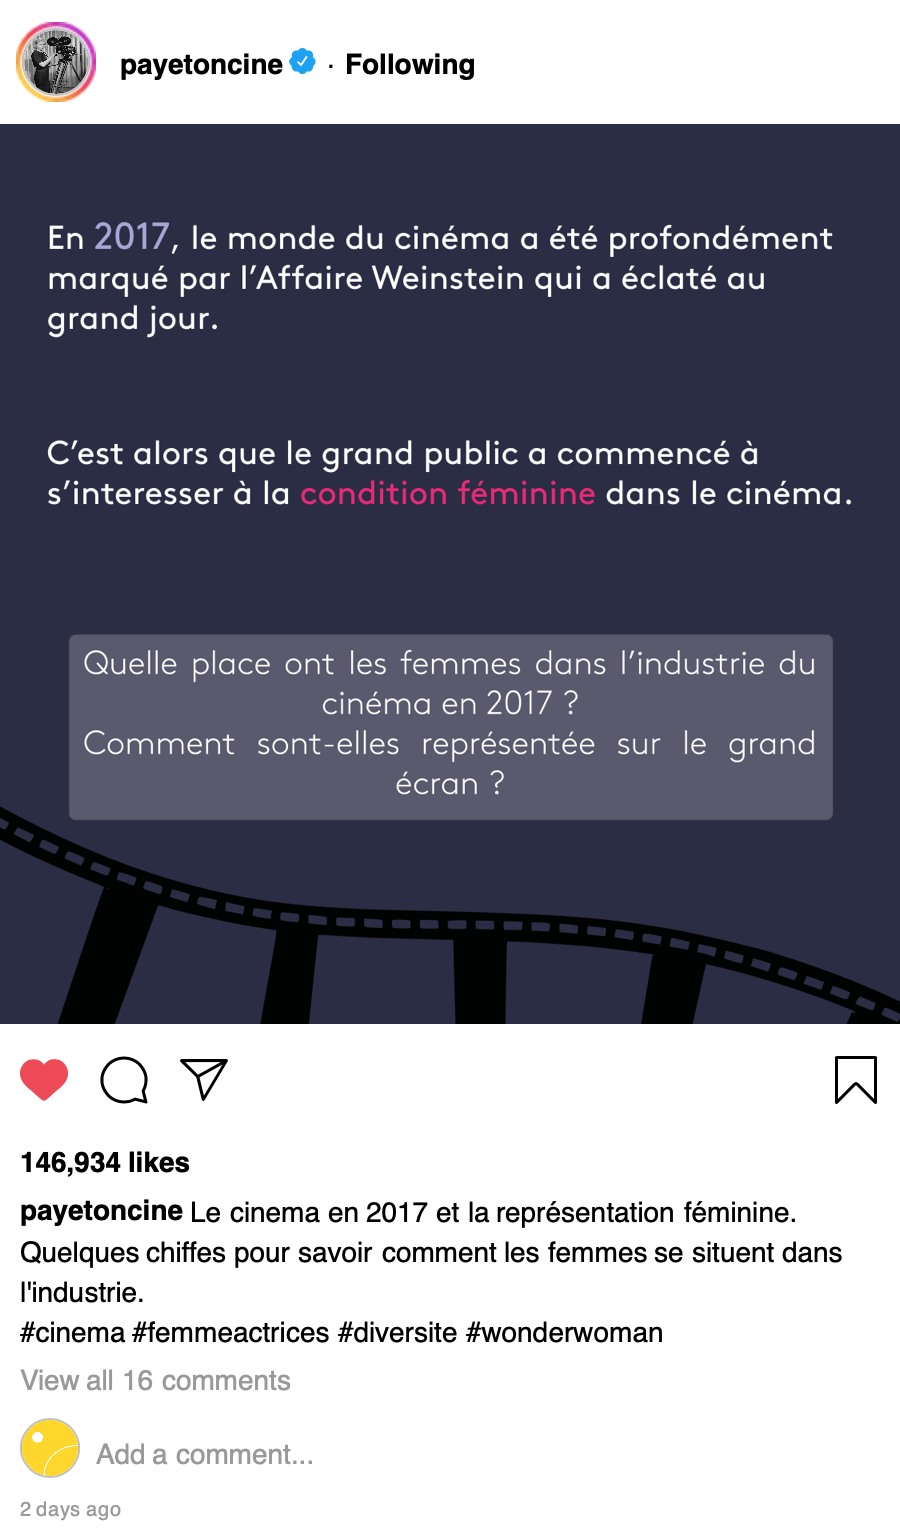 payetoncine · Following
En 2017, le monde du cinéma a été profondément
marqué par l'Affaire Weinstein qui a éclaté au
grand jour.
C'est alors que le grand public a commencé à
s'interesser à la condition féminine dans le cinéma.
Quelle place ont les femmes dans l'industrie du
cinéma en 2017 ?
Comment sont-elles représentée sur le grand
écran ?
146,934 likes
payetoncine Le cinema en 2017 et la représentation féminine.
Quelques chiffes pour savoir comment les femmes se situent dans
l'industrie.
#cinema #femmeactrices #diversite #wonderwoman
View all 16 comments
Add a comment...
2 days ago